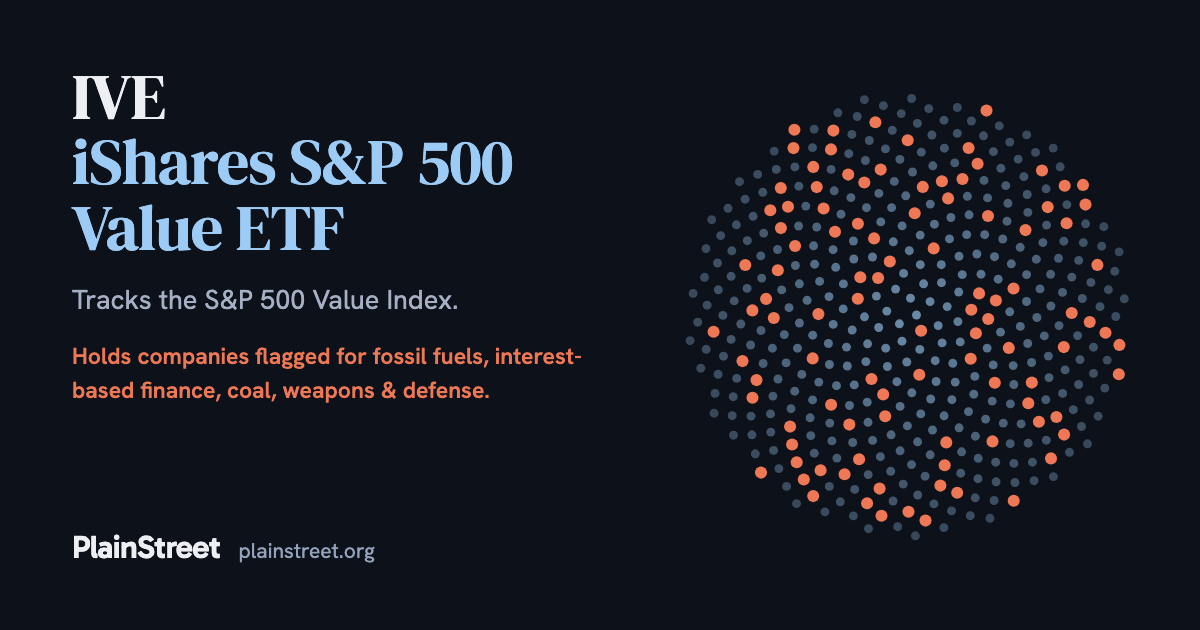 IVE
iShares S&P 500
Value ETF
Tracks the S&P 500 Value Index.
Holds companies flagged for fossil fuels, interest-
based finance, coal, weapons & defense.
PlainStreet plainstreet.org